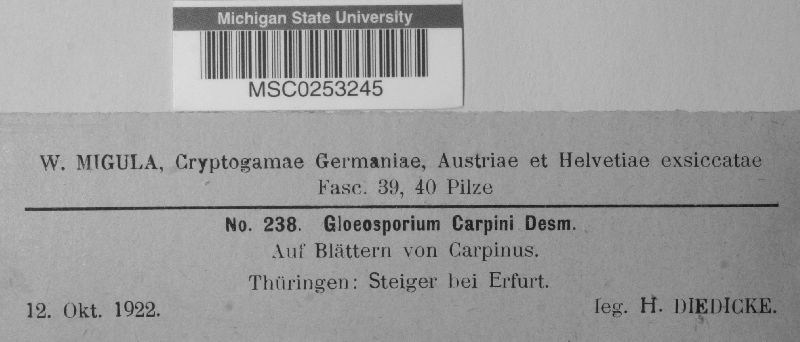 Michigan State University
MSC0253245
W. MIGULA, Cryptogamae Germaniae, Austriae et Helvetiae exsiccatae
Fasc. 39, 40 Pilze
No. 238. Gloeosporium Carpini Desm.
Auf Blättern von Carpinus.
Thüringen: Steiger bei Erfurt.
12. Okt. 1922. leg. H. DIEDICKE.